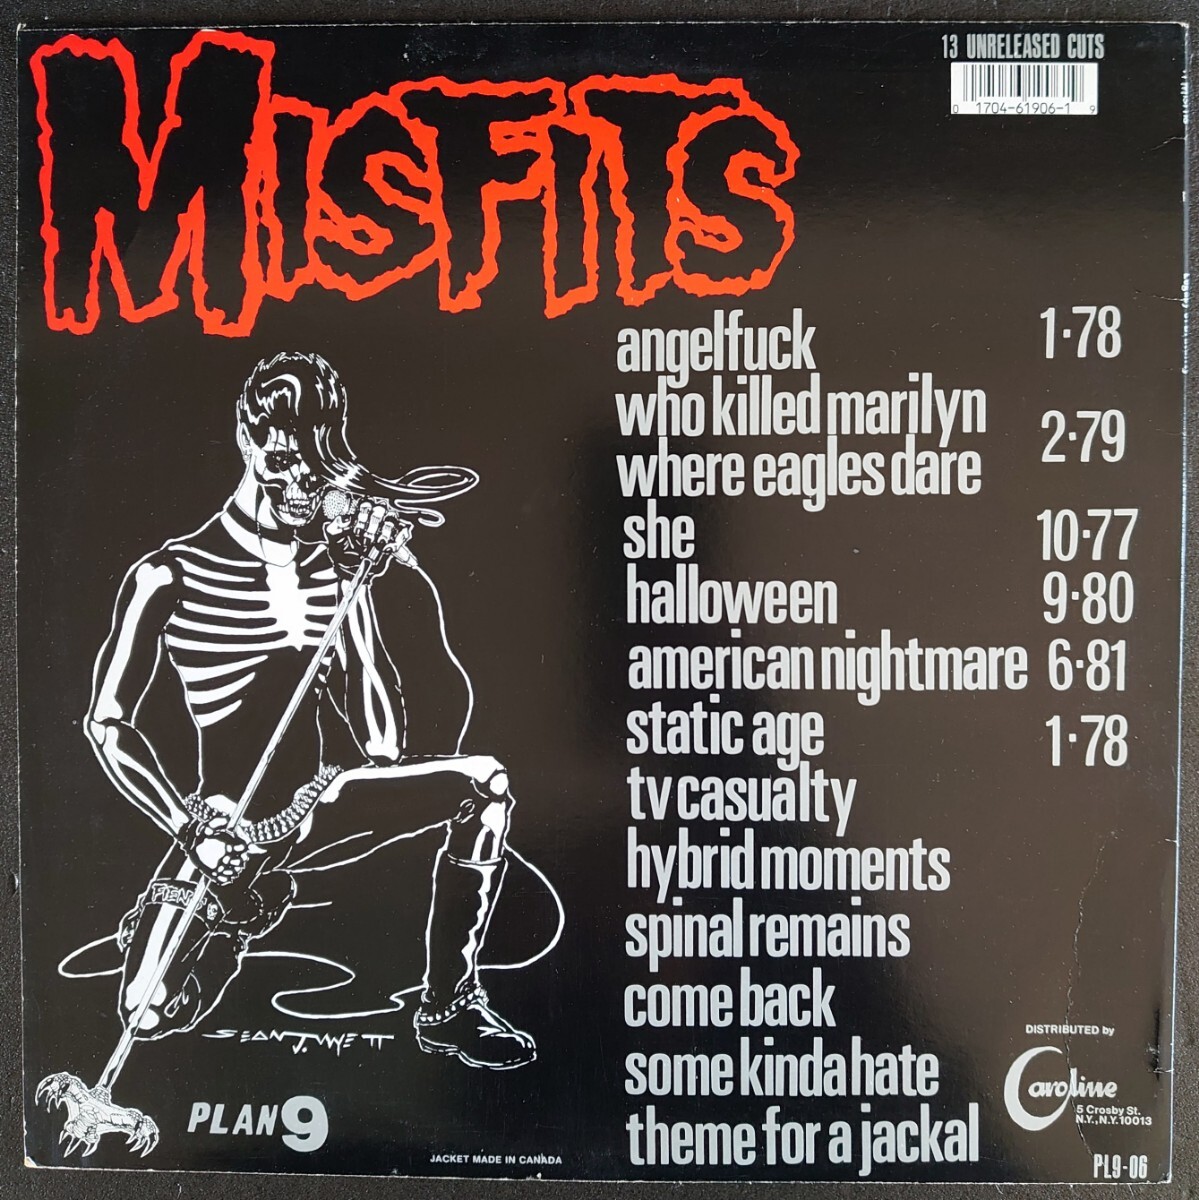 MISFITS
13 UNRELEASED CUTS
0 1704-61906-1 9
angelfuck 1·78
who killed marilyn
2·79
where eagles dare
she 10·77
halloween 9·80
american nightmare 6·81
static age 1·78
tv casualty
hybrid moments
spinal remains
come back
some kinda hate
theme for a jackal
FIEND
SEAN
PLAN 9
JACKET MADE IN CANADA
DISTRIBUTED by
Caroline
5 Crosby St.
N.Y., N.Y. 10013
PL9-06